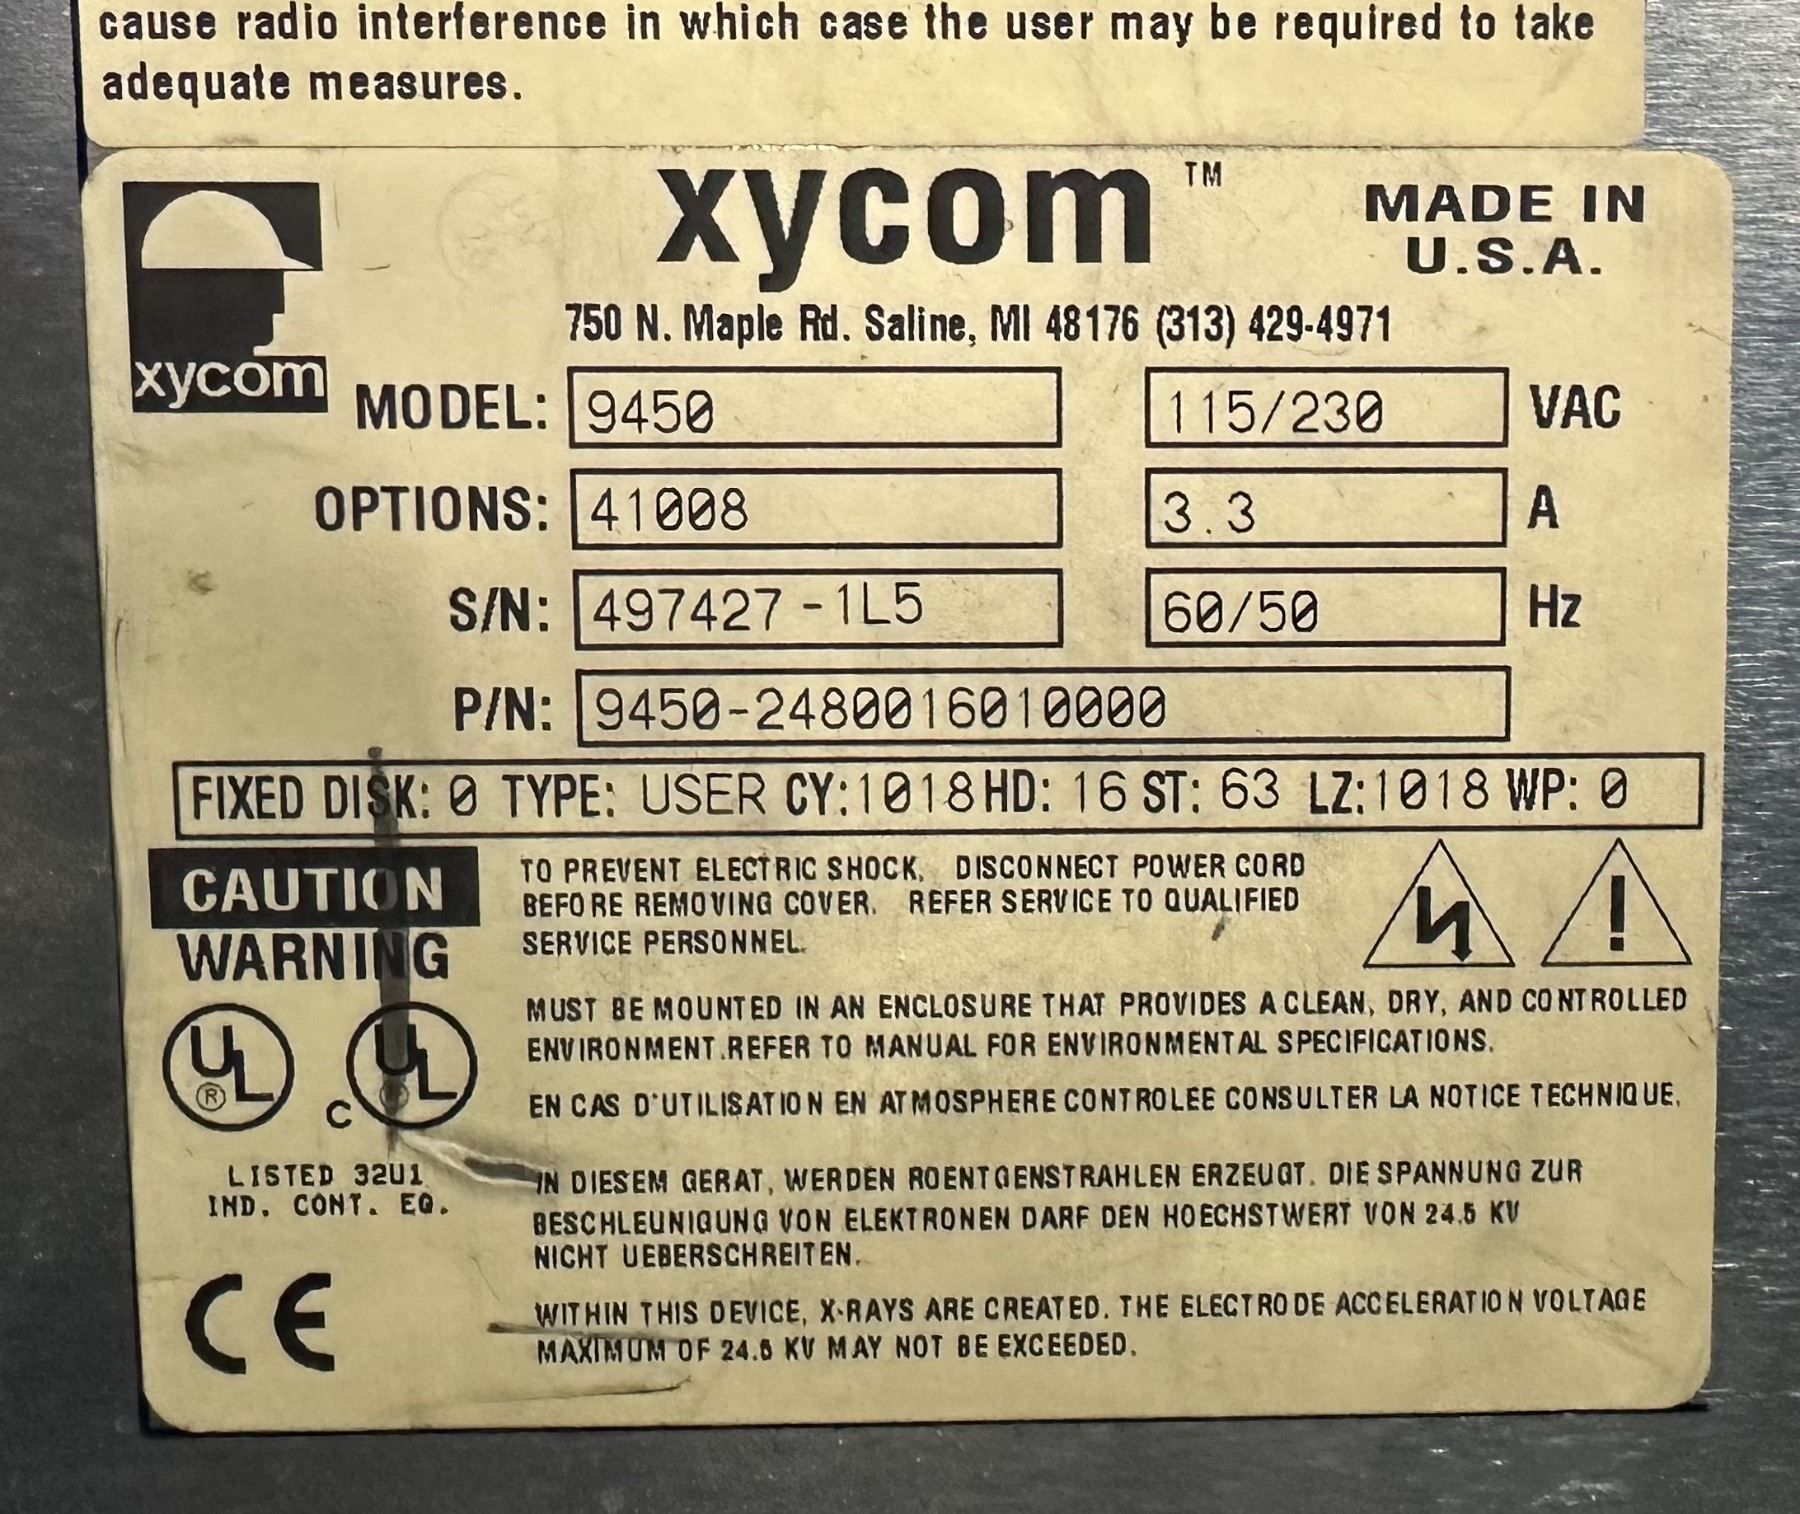 cause radio interference in which case the user may be required to take
adequate measures.
xycom ™
MADE IN
U.S.A.
xycom
750 N. Maple Rd. Saline, MI 48176 (313) 429-4971
MODEL: 9450 115/230 VAC
OPTIONS: 41008 3.3 A
S/N: 497427-1L5 60/50 Hz
P/N: 9450-2480016010000
FIXED DISK: 0 TYPE: USER CY:1018 HD: 16 ST: 63 LZ:1018 WP: 0
CAUTION
WARNING
TO PREVENT ELECTRIC SHOCK, DISCONNECT POWER CORD
BEFORE REMOVING COVER. REFER SERVICE TO QUALIFIED
SERVICE PERSONNEL.
MUST BE MOUNTED IN AN ENCLOSURE THAT PROVIDES A CLEAN, DRY, AND CONTROLLED
ENVIRONMENT.REFER TO MANUAL FOR ENVIRONMENTAL SPECIFICATIONS.
EN CAS D'UTILISATION EN ATMOSPHERE CONTROLEE CONSULTER LA NOTICE TECHNIQUE.
UL ®
C UL ®
LISTED 32U1
IND. CONT. EQ.
IN DIESEM GERAT, WERDEN ROENTGENSTRAHLEN ERZEUGT. DIE SPANNUNG ZUR
BESCHLEUNIGUNG VON ELEKTRONEN DARF DEN HOECHSTWERT VON 24.5 KV
NICHT UEBERSCHREITEN.
CE
WITHIN THIS DEVICE, X-RAYS ARE CREATED. THE ELECTRODE ACCELERATION VOLTAGE
MAXIMUM OF 24.5 KV MAY NOT BE EXCEEDED.